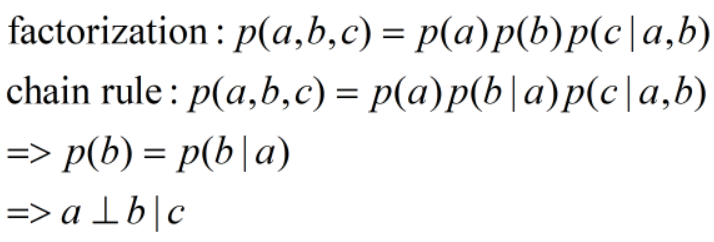 factorization : p(a,b,c) = p(a)p(b)p(c|a,b)
chain rule : p(a,b,c) = p(a)p(b|a)p(c|a,b)
=> p(b) = p(b|a)
=> a ⊥ b|c